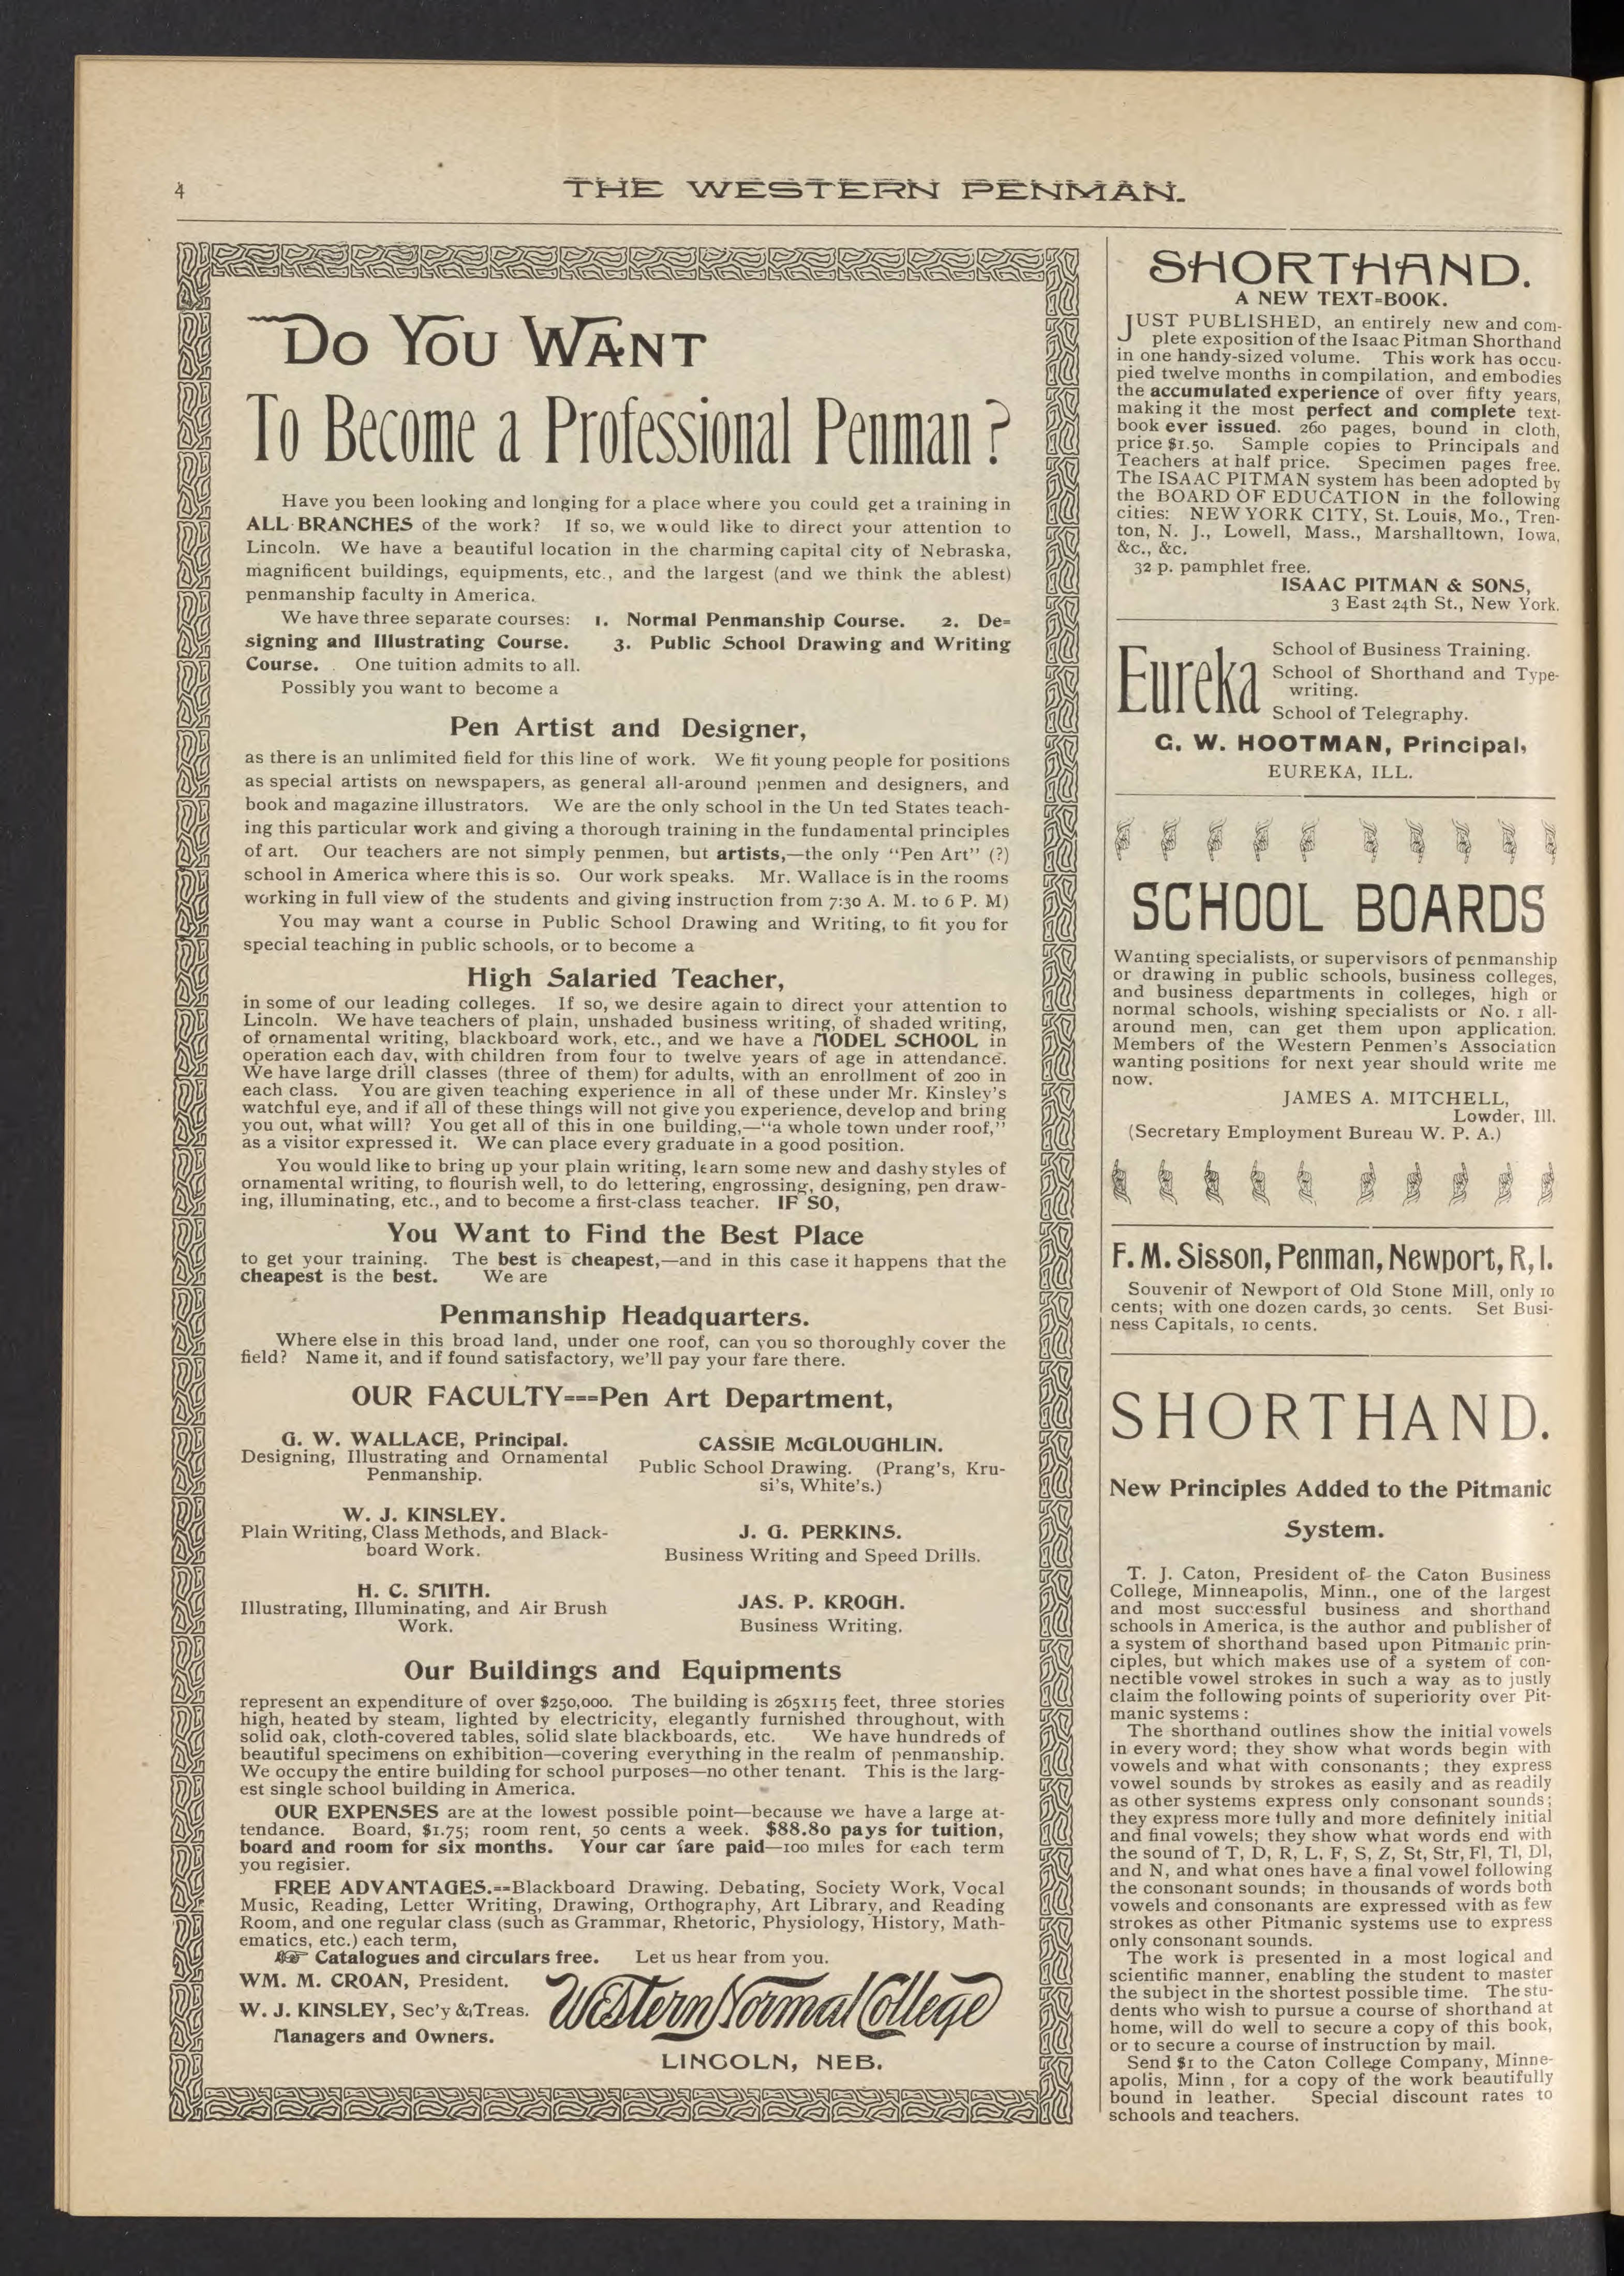 4
THE WESTERN PENMAN.
Do You Want
To Become a Professional Penman?
Have you been looking and longing for a place where you could get a training in
ALL BRANCHES of the work? If so, we would like to direct your attention to
Lincoln. We have a beautiful location in the charming capital city of Nebraska,
magnificent buildings, equipments, etc., and the largest (and we think the ablest)
penmanship faculty in America.
We have three separate courses: 1. Normal Penmanship Course. 2. De=
signing and Illustrating Course. 3. Public School Drawing and Writing
Course. One tuition admits to all.
Possibly you want to become a
Pen Artist and Designer,
as there is an unlimited field for this line of work. We fit young people for positions
as special artists on newspapers, as general all-around penmen and designers, and
book and magazine illustrators. We are the only school in the Un ted States teach-
ing this particular work and giving a thorough training in the fundamental principles
of art. Our teachers are not simply penmen, but artists,—the only "Pen Art" (?)
school in America where this is so. Our work speaks. Mr. Wallace is in the rooms
working in full view of the students and giving instruction from 7:30 A. M. to 6 P. M)
You may want a course in Public School Drawing and Writing, to fit you for
special teaching in public schools, or to become a
High Salaried Teacher,
in some of our leading colleges. If so, we desire again to direct your attention to
Lincoln. We have teachers of plain, unshaded business writing, of shaded writing,
of ornamental writing, blackboard work, etc., and we have a MODEL SCHOOL in
operation each day, with children from four to twelve years of age in attendance.
We have large drill classes (three of them) for adults, with an enrollment of 200 in
each class. You are given teaching experience in all of these under Mr. Kinsley's
watchful eye, and if all of these things will not give you experience, develop and bring
you out, what will? You get all of this in one building,—"a whole town under roof,"
as a visitor expressed it. We can place every graduate in a good position.
You would like to bring up your plain writing, learn some new and dashy styles of
ornamental writing, to flourish well, to do lettering, engrossing, designing, pen draw-
ing, illuminating, etc., and to become a first-class teacher. IF SO,
You Want to Find the Best Place
to get your training. The best is cheapest,—and in this case it happens that the
cheapest is the best. We are
Penmanship Headquarters.
Where else in this broad land, under one roof, can you so thoroughly cover the
field? Name it, and if found satisfactory, we'll pay your fare there.
OUR FACULTY===Pen Art Department,
G. W. WALLACE, Principal.
Designing, Illustrating and Ornamental
Penmanship.
W. J. KINSLEY.
Plain Writing, Class Methods, and Black-
board Work.
H. C. SMITH.
Illustrating, Illuminating, and Air Brush
Work.
CASSIE McGLOUGHLIN.
Public School Drawing. (Prang's, Kru-
si's, White's.)
J. G. PERKINS.
Business Writing and Speed Drills.
JAS. P. KROGH.
Business Writing.
Our Buildings and Equipments
represent an expenditure of over $250,000. The building is 265x115 feet, three stories
high, heated by steam, lighted by electricity, elegantly furnished throughout, with
solid oak, cloth-covered tables, solid slate blackboards, etc. We have hundreds of
beautiful specimens on exhibition—covering everything in the realm of penmanship.
We occupy the entire building for school purposes—no other tenant. This is the larg-
est single school building in America.
OUR EXPENSES are at the lowest possible point—because we have a large at-
tendance. Board, $1.75; room rent, 50 cents a week. $88.80 pays for tuition,
board and room for six months. Your car fare paid—100 miles for each term
you regisier.
FREE ADVANTAGES.==Blackboard Drawing. Debating, Society Work, Vocal
Music, Reading, Letter Writing, Drawing, Orthography, Art Library, and Reading
Room, and one regular class (such as Grammar, Rhetoric, Physiology, History, Math-
ematics, etc.) each term,
☞ Catalogues and circulars free. Let us hear from you.
WM. M. CROAN, President.
W. J. KINSLEY, Sec'y & Treas.
Managers and Owners.
Western Normal College
LINCOLN, NEB.
SHORTHAND.
A NEW TEXT=BOOK.
JUST PUBLISHED, an entirely new and com-
plete exposition of the Isaac Pitman Shorthand
in one handy-sized volume. This work has occu-
pied twelve months in compilation, and embodies
the accumulated experience of over fifty years,
making it the most perfect and complete text-
book ever issued. 260 pages, bound in cloth,
price $1.50. Sample copies to Principals and
Teachers at half price. Specimen pages free.
The ISAAC PITMAN system has been adopted by
the BOARD OF EDUCATION in the following
cities: NEW YORK CITY, St. Louis, Mo., Tren-
ton, N. J., Lowell, Mass., Marshalltown, Iowa,
&c., &c.
32 p. pamphlet free.
ISAAC PITMAN & SONS,
3 East 24th St., New York.
Eureka
School of Business Training.
School of Shorthand and Type-
writing.
School of Telegraphy.
G. W. HOOTMAN, Principal,
EUREKA, ILL.
SCHOOL BOARDS
Wanting specialists, or supervisors of penmanship
or drawing in public schools, business colleges,
and business departments in colleges, high or
normal schools, wishing specialists or No. 1 all-
around men, can get them upon application.
Members of the Western Penmen's Association
wanting positions for next year should write me
now.
JAMES A. MITCHELL,
Lowder, Ill.
(Secretary Employment Bureau W. P. A.)
F. M. Sisson, Penman, Newport, R, I.
Souvenir of Newport of Old Stone Mill, only 10
cents; with one dozen cards, 30 cents. Set Busi-
ness Capitals, 10 cents.
SHORTHAND.
New Principles Added to the Pitmanic
System.
T. J. Caton, President of the Caton Business
College, Minneapolis, Minn., one of the largest
and most successful business and shorthand
schools in America, is the author and publisher of
a system of shorthand based upon Pitmanic prin-
ciples, but which makes use of a system of con-
nectible vowel strokes in such a way as to justly
claim the following points of superiority over Pit-
manic systems:
The shorthand outlines show the initial vowels
in every word; they show what words begin with
vowels and what with consonants; they express
vowel sounds by strokes as easily and as readily
as other systems express only consonant sounds;
they express more fully and more definitely initial
and final vowels; they show what words end with
the sound of T, D, R, L, F, S, Z, St, Str, Fl, Tl, Dl,
and N, and what ones have a final vowel following
the consonant sounds; in thousands of words both
vowels and consonants are expressed with as few
strokes as other Pitmanic systems use to express
only consonant sounds.
The work is presented in a most logical and
scientific manner, enabling the student to master
the subject in the shortest possible time. The stu-
dents who wish to pursue a course of shorthand at
home, will do well to secure a copy of this book,
or to secure a course of instruction by mail.
Send $1 to the Caton College Company, Minne-
apolis, Minn , for a copy of the work beautifully
bound in leather. Special discount rates to
schools and teachers.